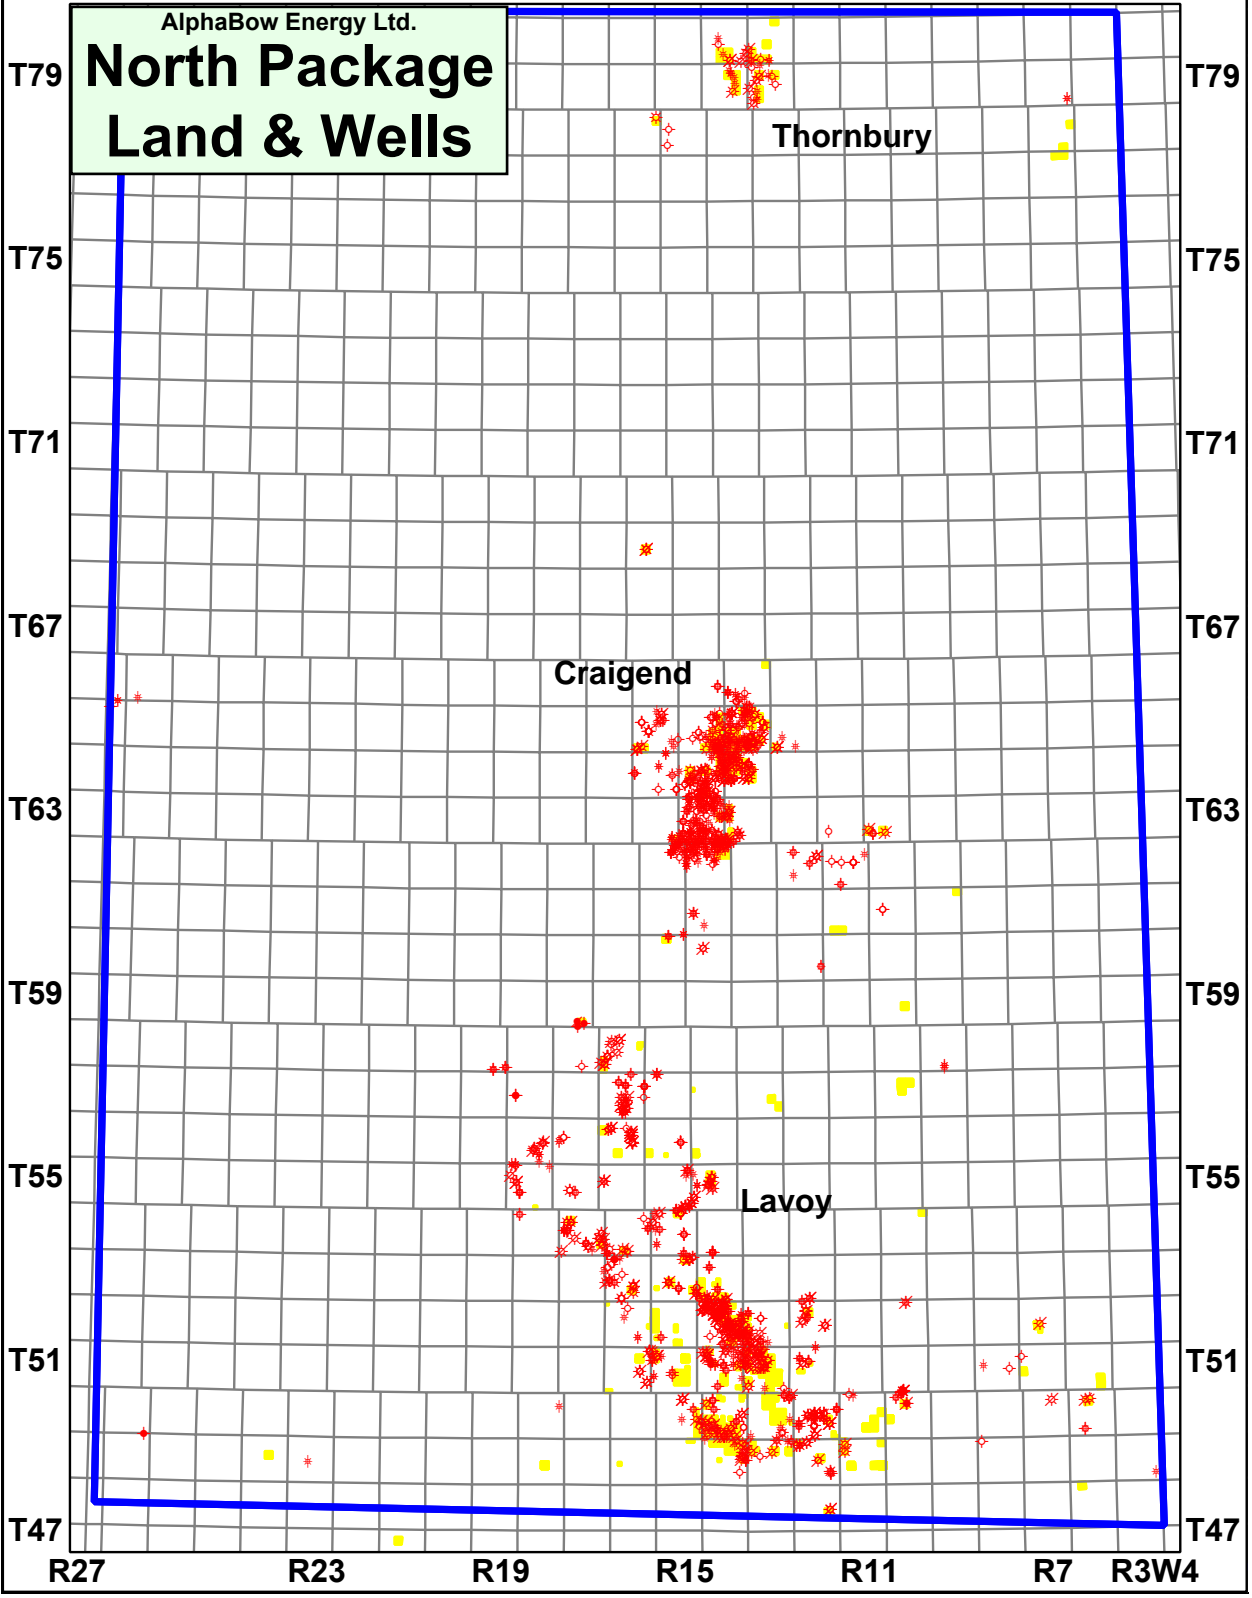 AlphaBow Energy Ltd.
North Package
Land & Wells
T79 T79
Thornbury
T75 T75
T71 T71
T67 T67
Craigend
T63 T63
T59 T59
T55 T55
Lavoy
T51 T51
T47 T47
R27 R23 R19 R15 R11 R7 R3W4